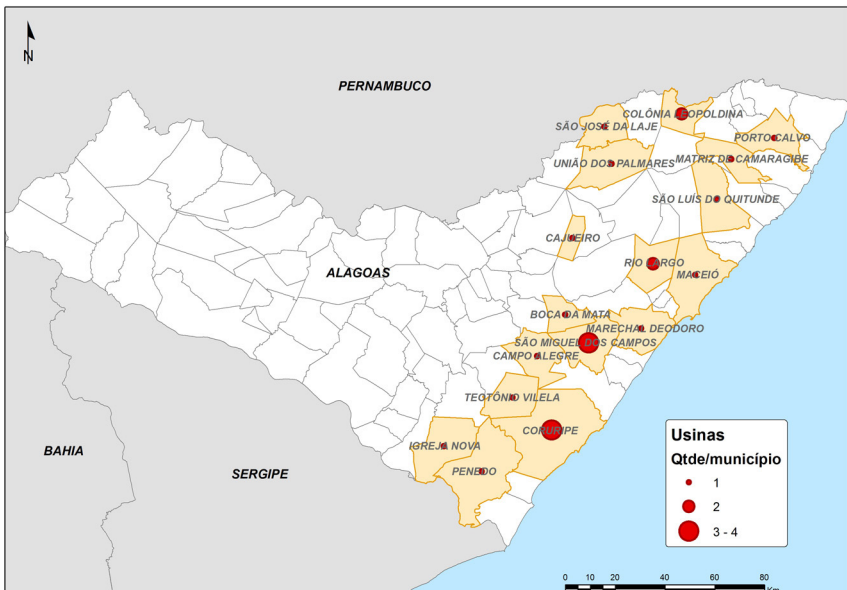 N
PERNAMBUCO
COLÔNIA LEOPOLDINA
SÃO JOSÉ DA LAJE
PORTO CALVO
UNIÃO DOS PALMARES
MATRIZ DE CAMARAGIBE
SÃO LUÍS DO QUITUNDE
CAJUEIRO
RIO LARGO
ALAGOAS
MACEIÓ
BOCA DA MATA
MARECHAL DEODORO
SÃO MIGUEL DOS CAMPOS
CAMPO ALEGRE
TEOTÔNIO VILELA
CORURIPE
IGREJA NOVA
BAHIA
SERGIPE
PENEDO
Usinas
Qtde/município
1
2
3 - 4
0 10 20 40 60 80
Km